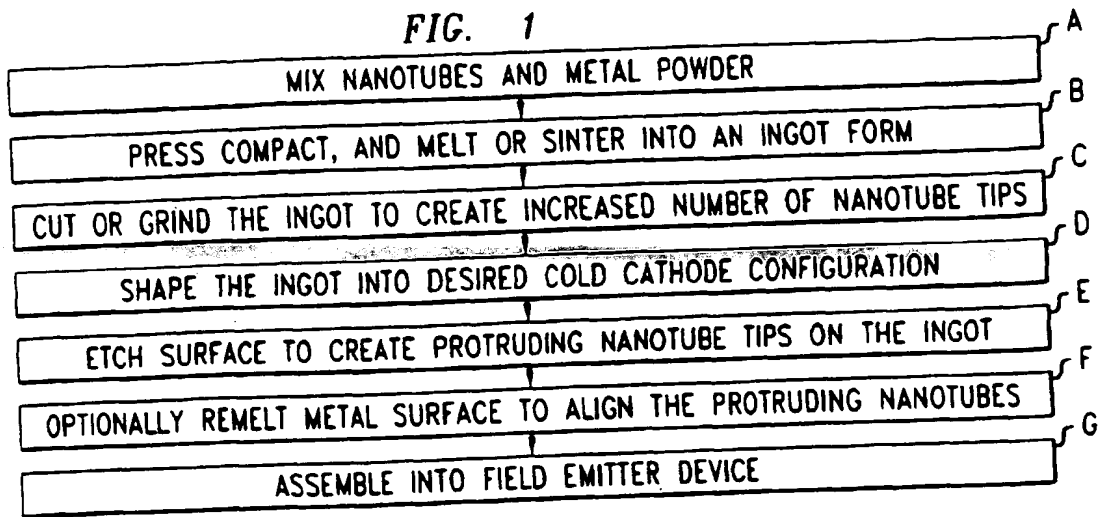 FIG. 1
A
MIX NANOTUBES AND METAL POWDER
B
PRESS COMPACT, AND MELT OR SINTER INTO AN INGOT FORM
C
CUT OR GRIND THE INGOT TO CREATE INCREASED NUMBER OF NANOTUBE TIPS
D
SHAPE THE INGOT INTO DESIRED COLD CATHODE CONFIGURATION
E
ETCH SURFACE TO CREATE PROTRUDING NANOTUBE TIPS ON THE INGOT
F
OPTIONALLY REMELT METAL SURFACE TO ALIGN THE PROTRUDING NANOTUBES
G
ASSEMBLE INTO FIELD EMITTER DEVICE